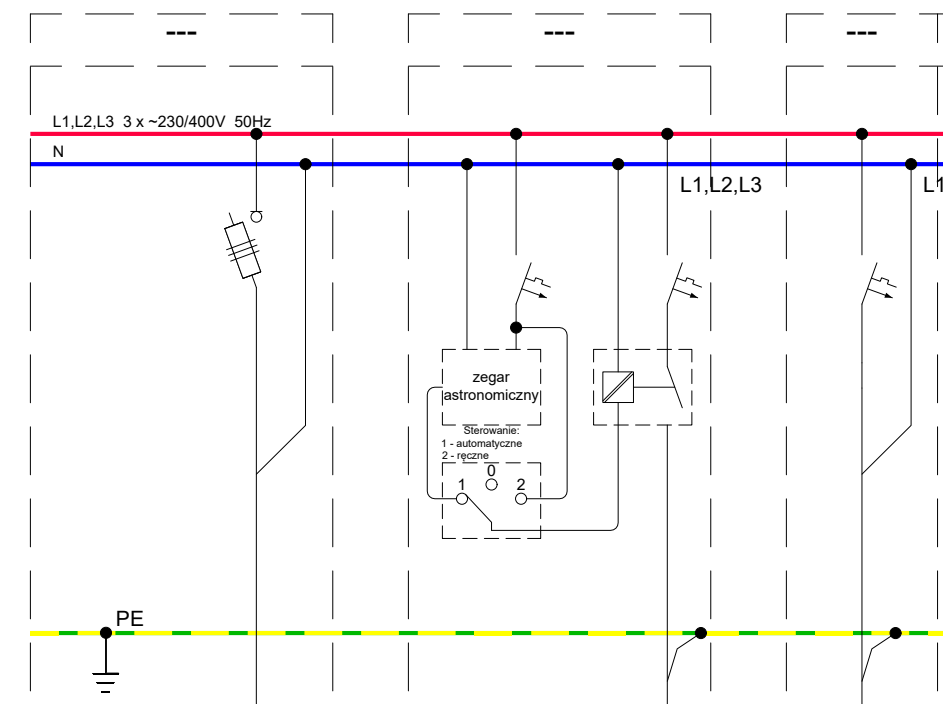 ---
---
---
L1,L2,L3 3 x ~230/400V 50Hz
N
L1,L2,L3
L1
zegar
astronomiczny
Sterowanie:
1 - automatyczne
2 - ręczne
0
1
2
PE